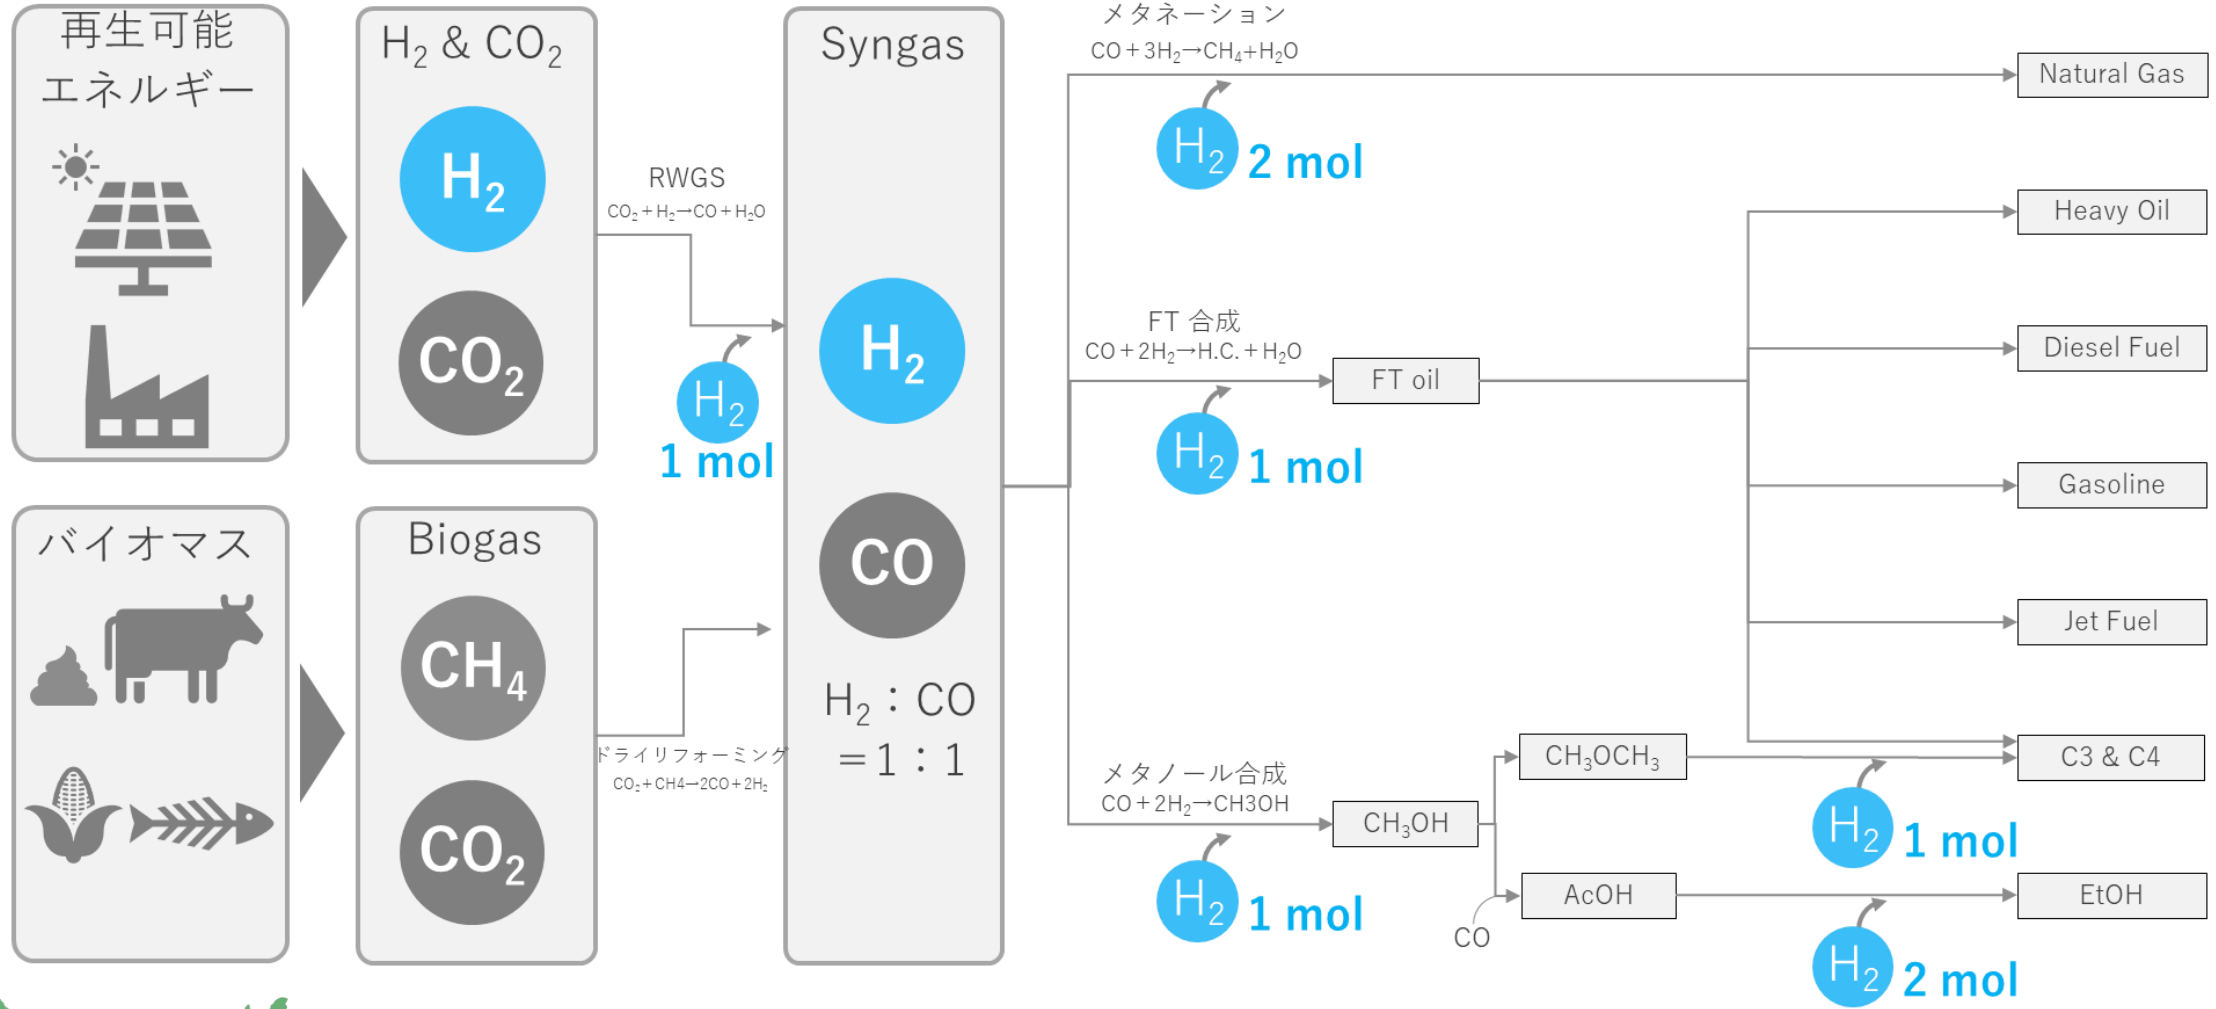 再生可能
エネルギー
H₂ & CO₂
H₂
CO₂
RWGS
CO₂+H₂→CO+H₂O
H₂
1 mol
バイオマス
Biogas
CH₄
CO₂
ドライリフォーミング
CO₂+CH4→2CO+2H₂
Syngas
H₂
CO
H₂：CO
＝1：1
メタネーション
CO+3H₂→CH₄+H₂O
H₂ 2 mol
Natural Gas
FT 合成
CO+2H₂→H.C.+H₂O
H₂ 1 mol
FT oil
Heavy Oil
Diesel Fuel
Gasoline
Jet Fuel
メタノール合成
CO+2H₂→CH3OH
H₂ 1 mol
CH₃OH
CH₃OCH₃
H₂ 1 mol
C3 & C4
CO
AcOH
H₂ 2 mol
EtOH